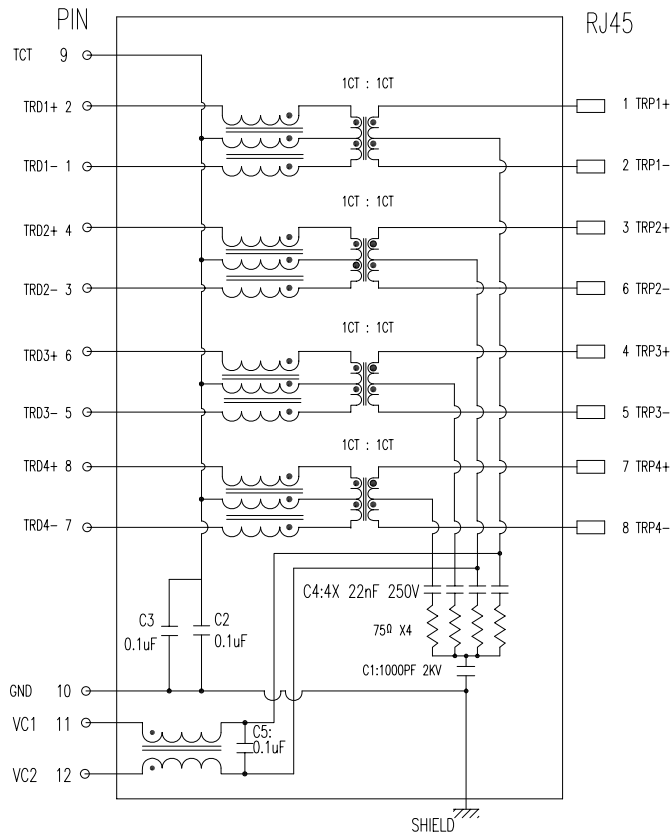 PIN
RJ45
TCT 9
1CT : 1CT
TRD1+ 2
1 TRP1+
TRD1- 1
2 TRP1-
1CT : 1CT
TRD2+ 4
3 TRP2+
TRD2- 3
6 TRP2-
1CT : 1CT
TRD3+ 6
4 TRP3+
TRD3- 5
5 TRP3-
1CT : 1CT
TRD4+ 8
7 TRP4+
TRD4- 7
8 TRP4-
C4:4X 22nF 250V
C3
0.1uF
C2
0.1uF
75Ω X4
C1:1000PF 2KV
GND 10
VC1 11
C5:
0.1uF
VC2 12
SHIELD